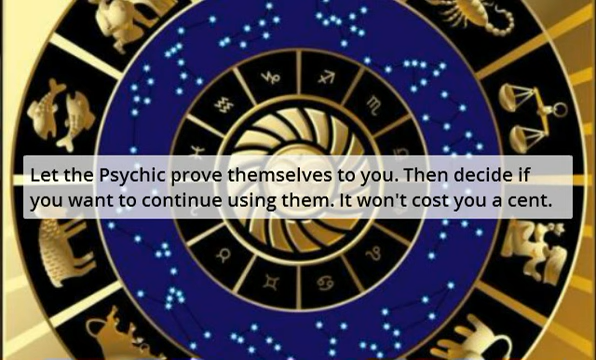 Let the Psychic prove themselves to you. Then decide if
you want to continue using them. It won't cost you a cent.